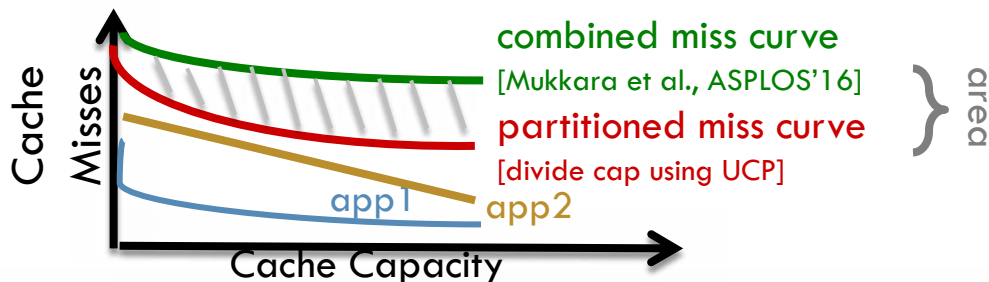 combined miss curve
[Mukkara et al., ASPLOS'16]
partitioned miss curve
[divide cap using UCP]
area
Cache
Misses
app1
app2
Cache Capacity